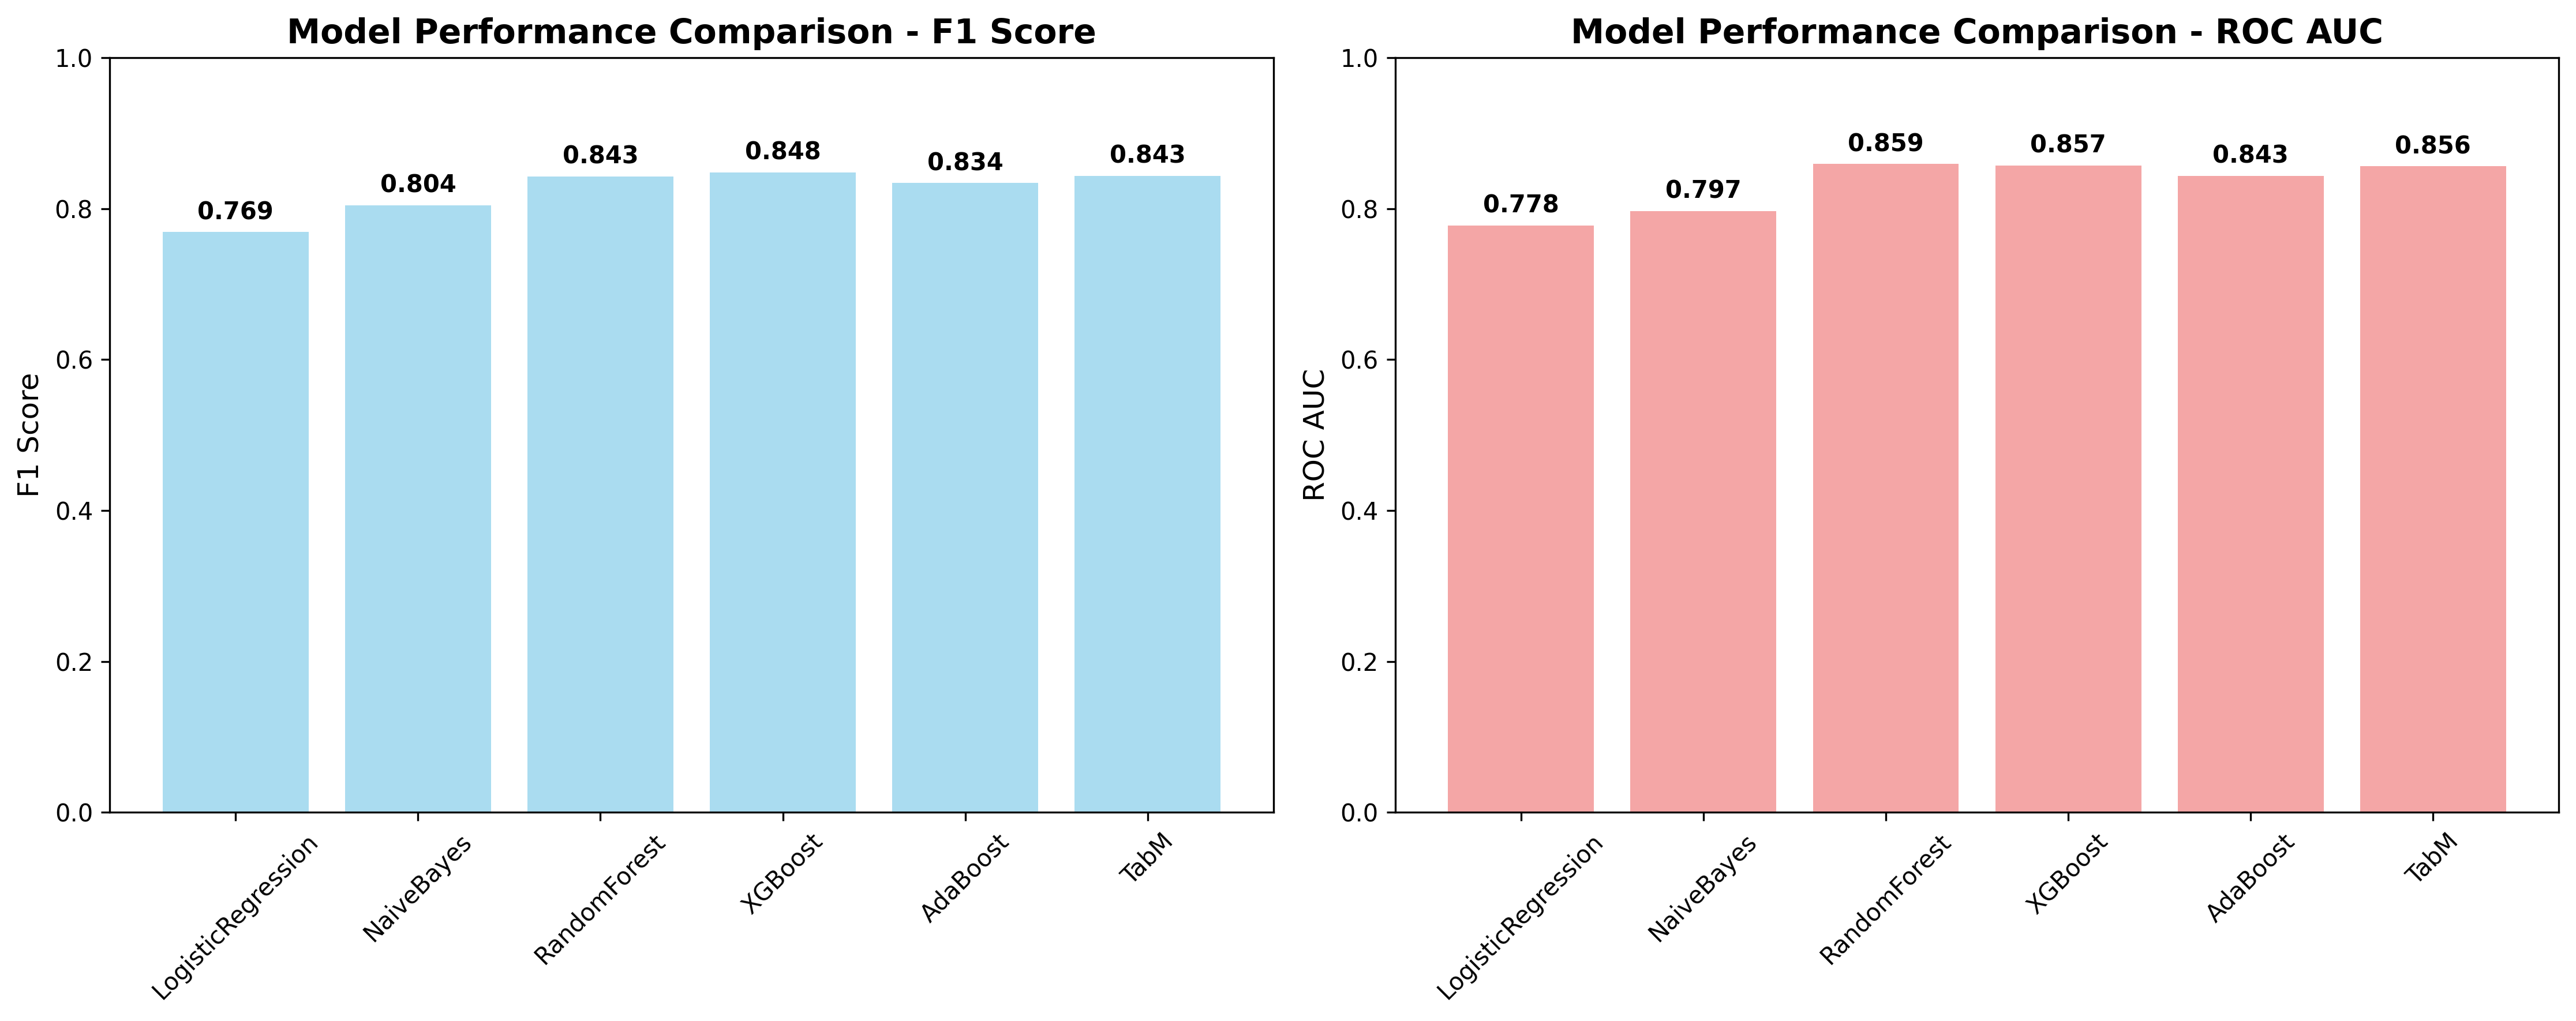 Model Performance Comparison - F1 Score
1.0
0.8
0.6
0.4
0.2
0.0
F1 Score
0.769
0.804
0.843
0.848
0.834
0.843
LogisticRegression
NaiveBayes
RandomForest
XGBoost
AdaBoost
TabM
Model Performance Comparison - ROC AUC
1.0
0.8
0.6
0.4
0.2
0.0
ROC AUC
0.778
0.797
0.859
0.857
0.843
0.856
LogisticRegression
NaiveBayes
RandomForest
XGBoost
AdaBoost
TabM